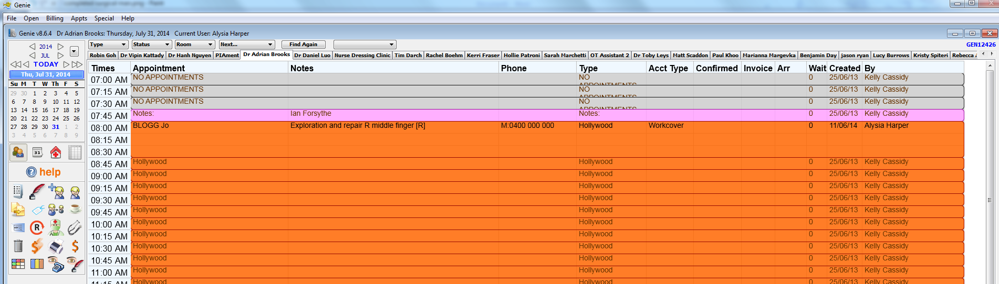 Genie
File Open Billing Appts Special Help
Genie v8.6.4 Dr Adrian Brooks: Thursday, July 31, 2014 Current User: Alysia Harper
2014
JUL
TODAY
Thu, Jul 31, 2014
Su M T W Th F S
29 30 1 2 3 4 5
6 7 8 9 10 11 12
13 14 15 16 17 18 19
20 21 22 23 24 25 26
27 28 29 30 31 1 2
3 4 5 6 7 8 9
31
help
Type Status Room Next... Find Again GEN12426
Robin Goh Dr Vipin Kattady Dr Hanh Nguyen PIAment Dr Adrian Brooks Dr Daniel Luo Nurse Dressing Clinic Tim Darch Rachel Boehm Kerri Fraser Hollie Patroni Sarah Marchetti OT Assistant 2 Dr Toby Leys Matt Scaddon Paul Khoo Marianna Margevka Benjamin Day jason ryan Lucy Burrows Kristy Spiteri Rebecca
Times Appointment Notes Phone Type Acct Type Confirmed Invoice Arr Wait Created By
07:00 AM NO APPOINTMENTS NO APPOINTMENTS 0 25/06/13 Kelly Cassidy
07:15 AM NO APPOINTMENTS NO APPOINTMENTS 0 25/06/13 Kelly Cassidy
07:30 AM NO APPOINTMENTS NO APPOINTMENTS 0 25/06/13 Kelly Cassidy
07:45 AM Notes: Ian Forsythe Notes: 0 25/06/13 Kelly Cassidy
08:00 AM BLOGG Jo Exploration and repair R middle finger [R] M:0400 000 000 Hollywood Workcover 0 11/06/14 Alysia Harper
08:15 AM
08:30 AM
08:45 AM Hollywood Hollywood 0 25/06/13 Kelly Cassidy
09:00 AM Hollywood Hollywood 0 25/06/13 Kelly Cassidy
09:15 AM Hollywood Hollywood 0 25/06/13 Kelly Cassidy
09:30 AM Hollywood Hollywood 0 25/06/13 Kelly Cassidy
09:45 AM Hollywood Hollywood 0 25/06/13 Kelly Cassidy
10:00 AM Hollywood Hollywood 0 25/06/13 Kelly Cassidy
10:15 AM Hollywood Hollywood 0 25/06/13 Kelly Cassidy
10:30 AM Hollywood Hollywood 0 25/06/13 Kelly Cassidy
10:45 AM Hollywood Hollywood 0 25/06/13 Kelly Cassidy
11:00 AM Hollywood Hollywood 0 25/06/13 Kelly Cassidy
11:15 AM Hollywood Hollywood 0 25/06/13 Kelly Cassidy